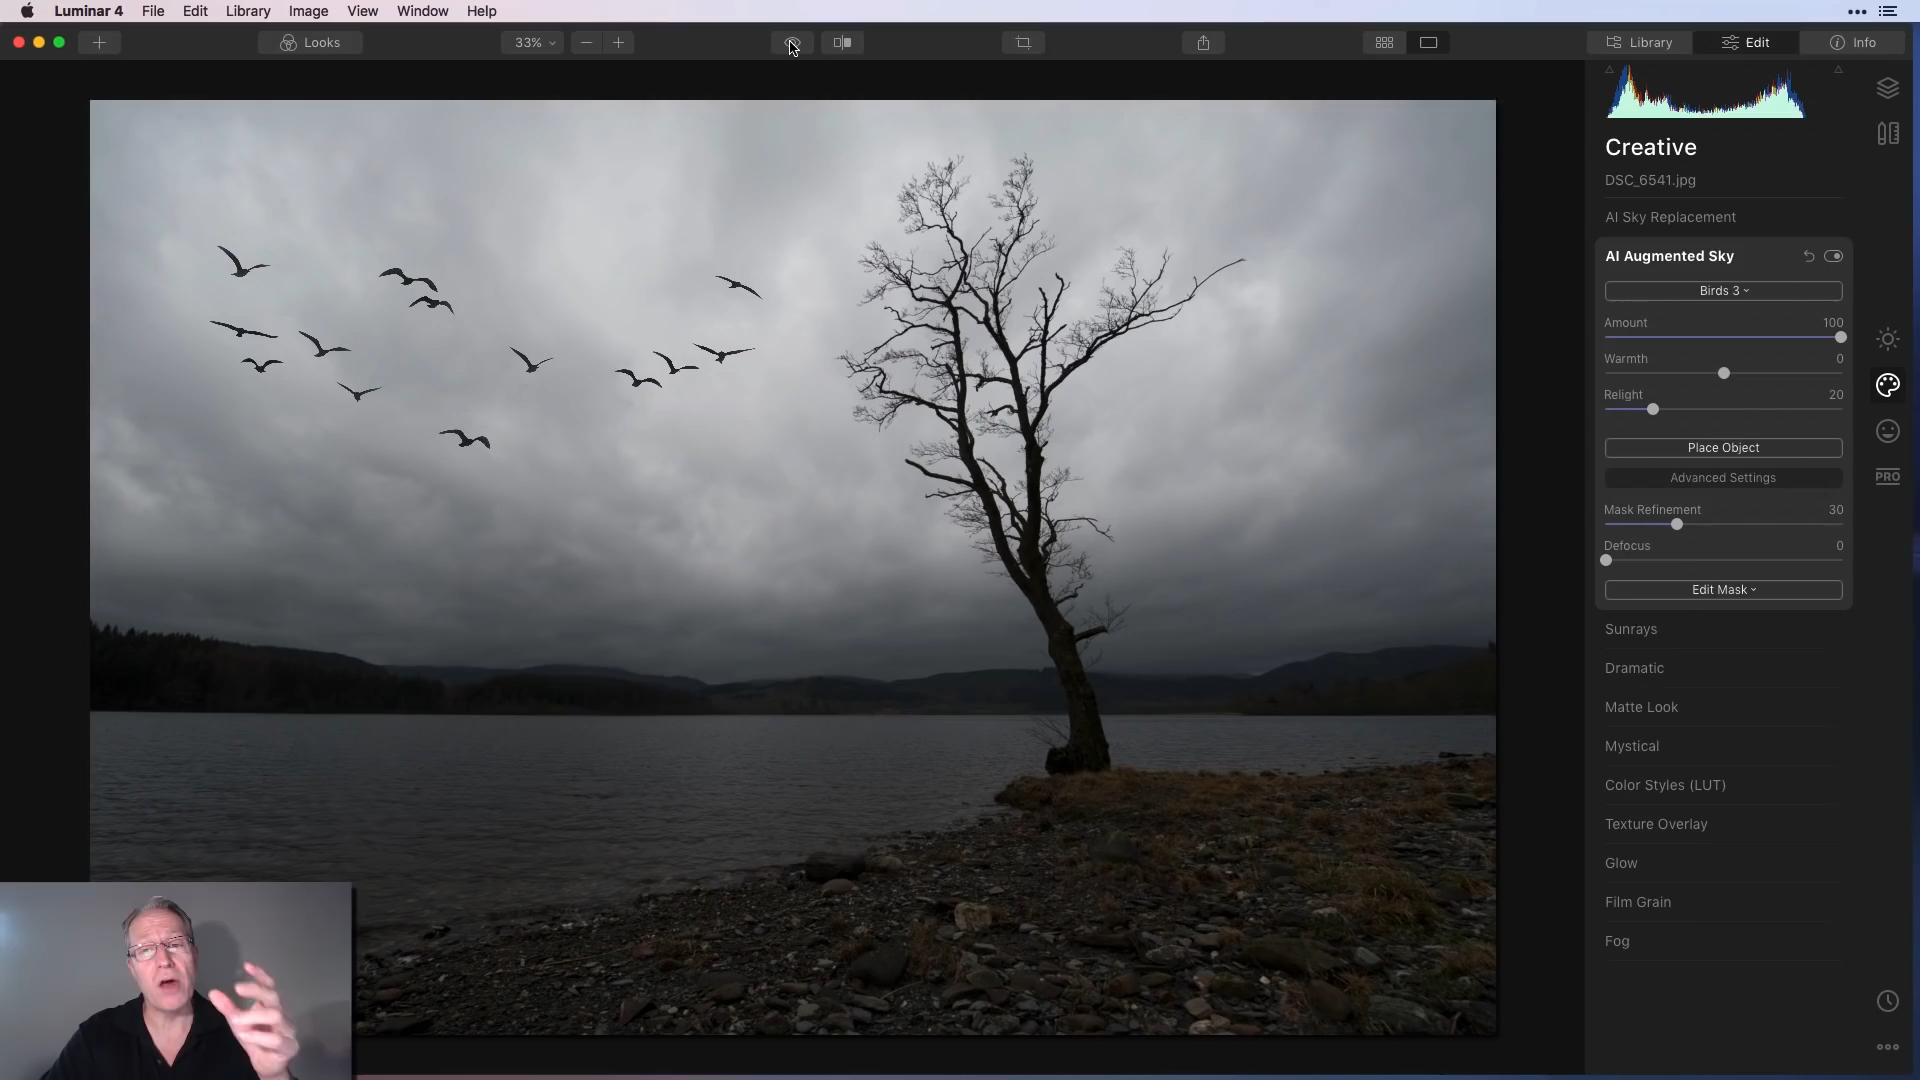 Luminar 4 File Edit Library Image View Window Help
Looks 33% Library Edit Info
Creative
DSC_6541.jpg
AI Sky Replacement
AI Augmented Sky
Birds 3
Amount 100
Warmth 0
Relight 20
Place Object
Advanced Settings
Mask Refinement 30
Defocus 0
Edit Mask
Sunrays
Dramatic
Matte Look
Mystical
Color Styles (LUT)
Texture Overlay
Glow
Film Grain
Fog
PRO